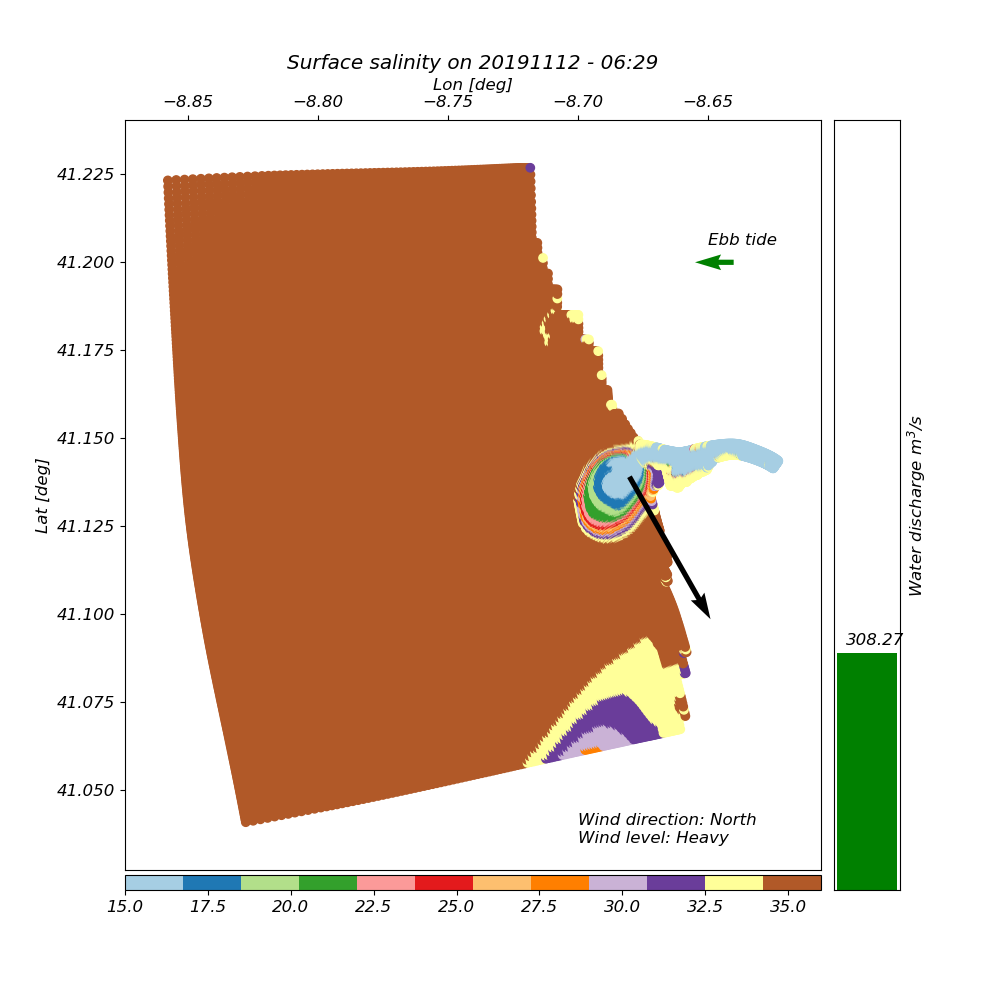 Surface salinity on 20191112 - 06:29
Lon [deg]
−8.85 −8.80 −8.75 −8.70 −8.65
41.225
41.200
41.175
41.150
41.125
41.100
41.075
41.050
Lat [deg]
Ebb tide
Wind direction: North
Wind level: Heavy
308.27
Water discharge m³/s
15.0 17.5 20.0 22.5 25.0 27.5 30.0 32.5 35.0